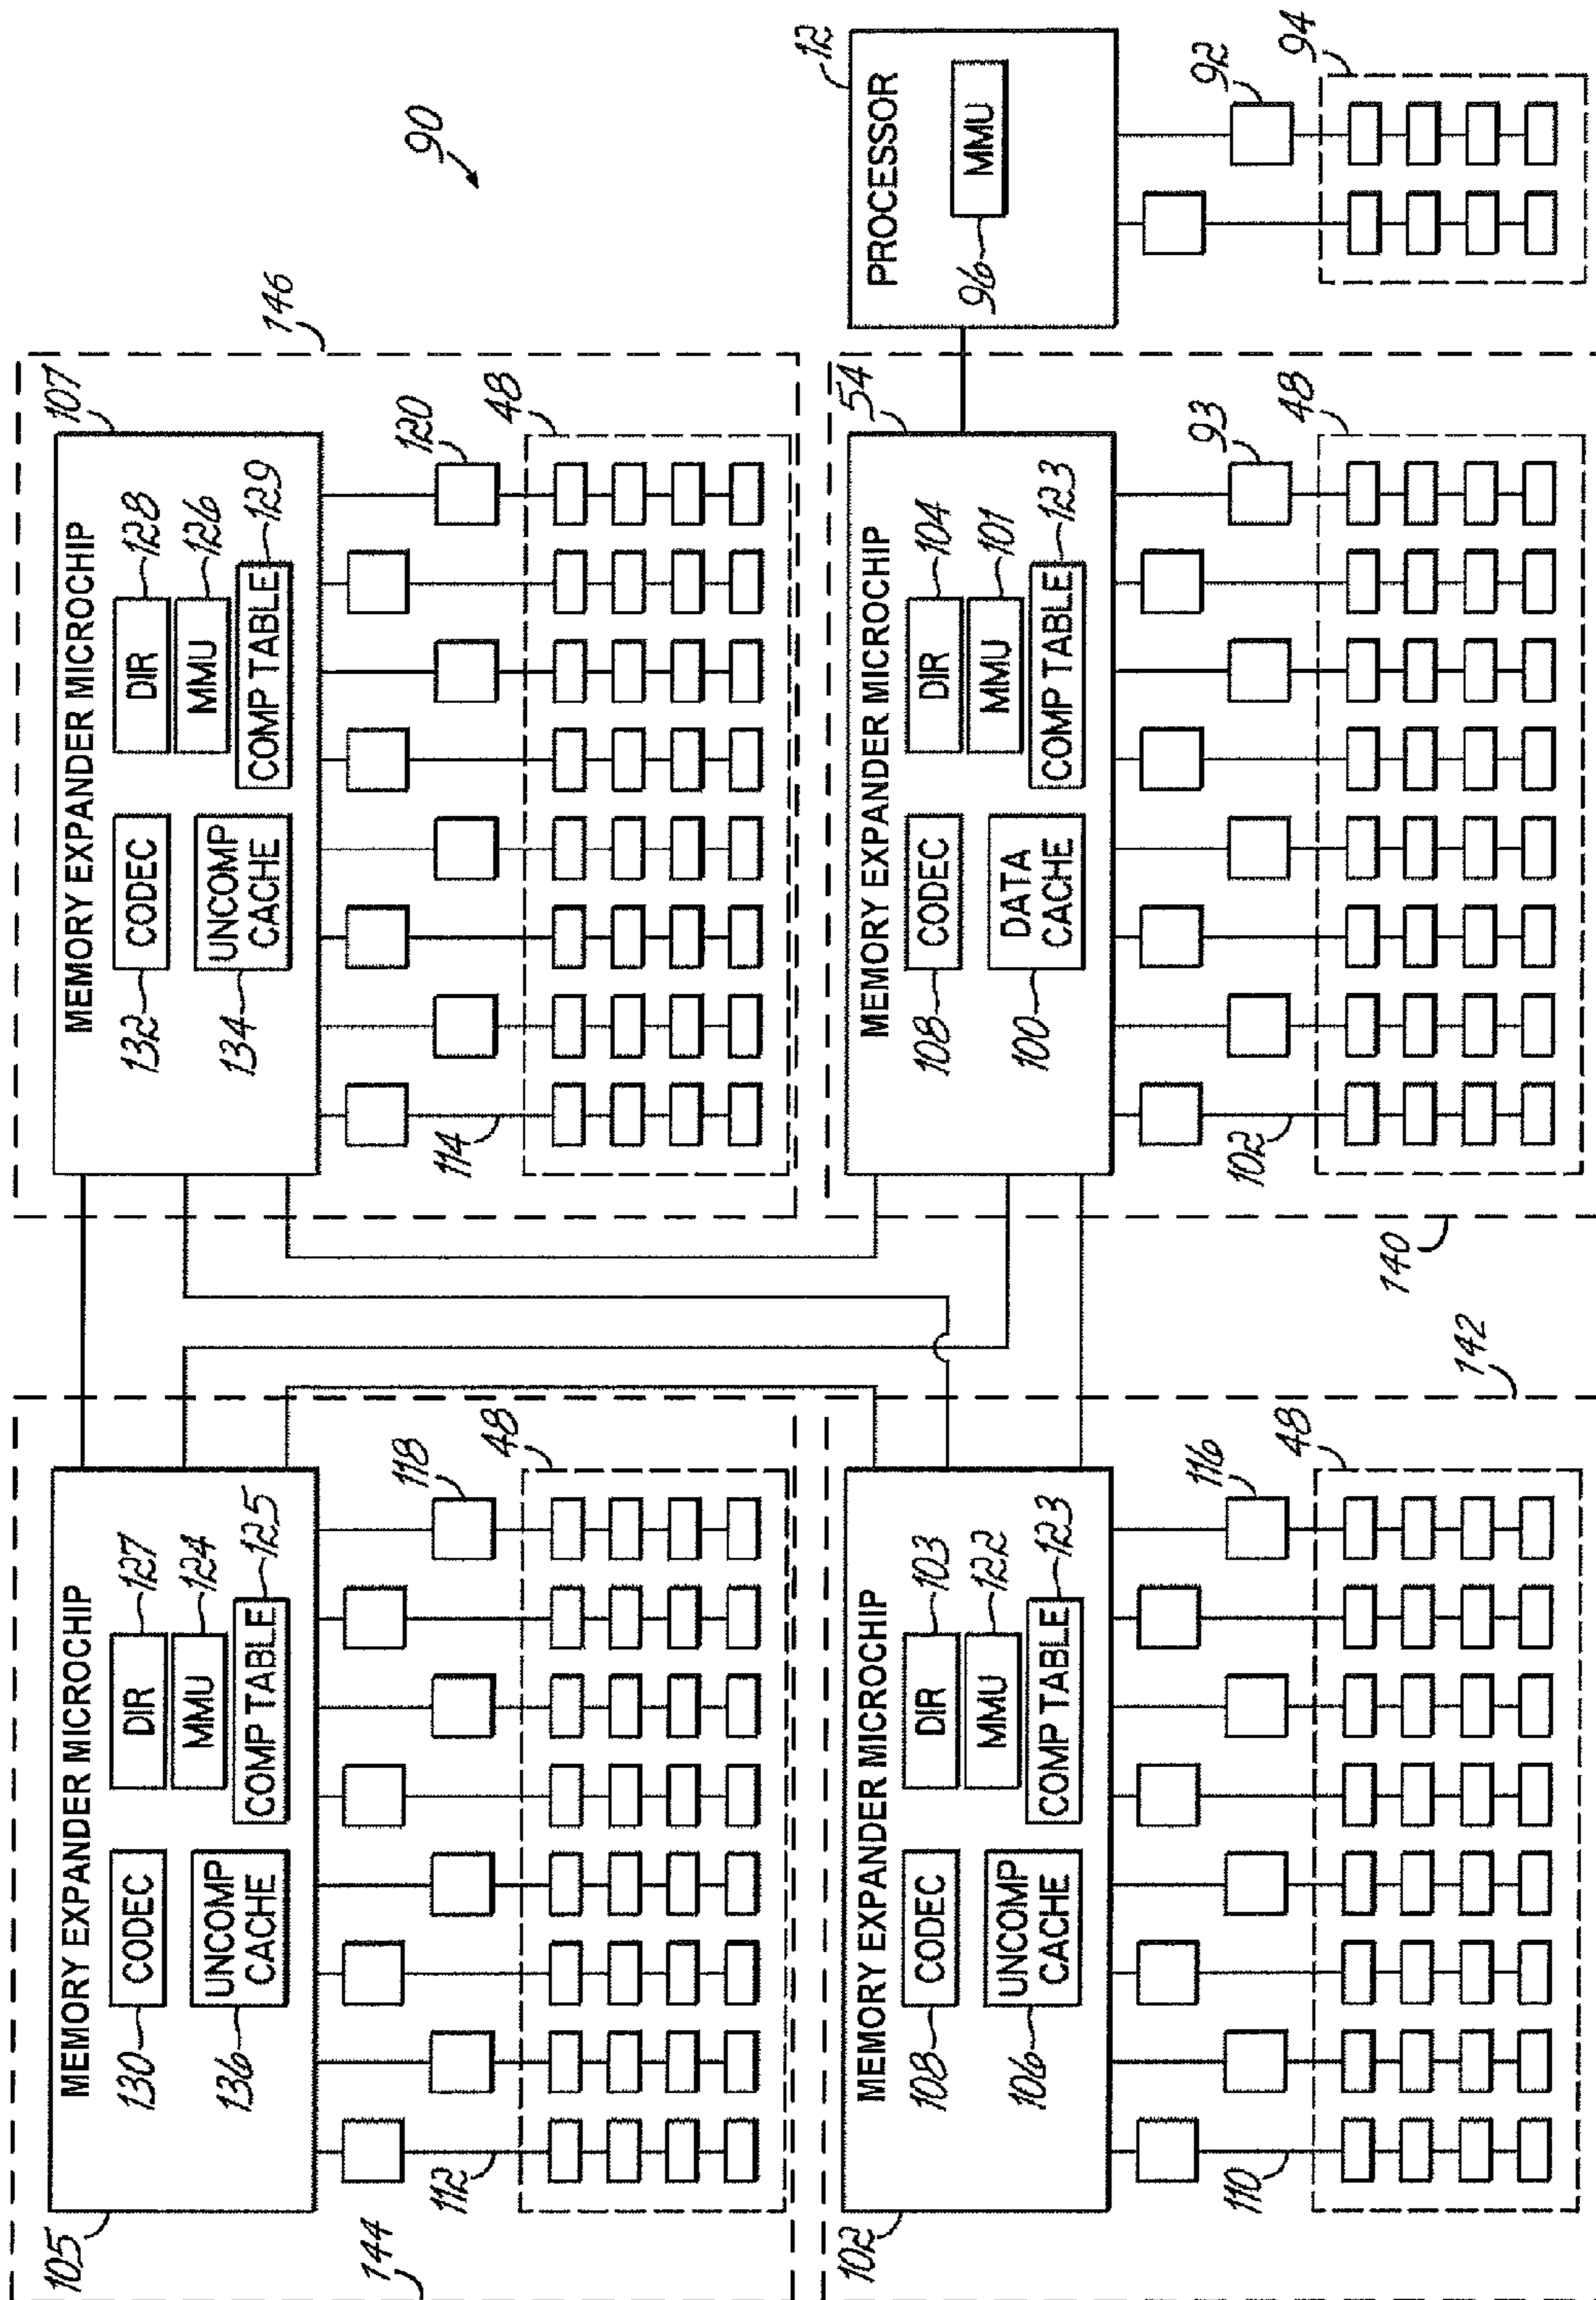 90
146
107
MEMORY EXPANDER MICROCHIP
132
CODEC
DIR
128
134
UNCOMP
CACHE
MMU
126
COMP TABLE
129
120
114
48
105
MEMORY EXPANDER MICROCHIP
130
CODEC
DIR
127
136
UNCOMP
CACHE
MMU
124
COMP TABLE
125
118
112
48
144
102
MEMORY EXPANDER MICROCHIP
108
CODEC
DIR
103
106
UNCOMP
CACHE
MMU
122
COMP TABLE
123
116
110
48
142
54
MEMORY EXPANDER MICROCHIP
108
CODEC
DIR
104
100
DATA
CACHE
MMU
101
COMP TABLE
123
93
102
48
140
12
PROCESSOR
96
MMU
92
94